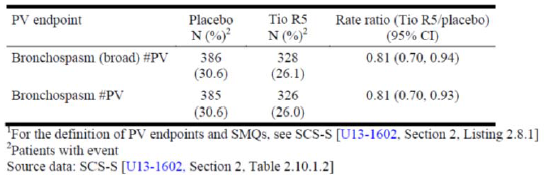 PV endpoint Placebo Tio R5 Rate ratio (Tio R5/placebo)
N (%)2 N (%)2 (95% CI)
Bronchospasm (broad) #PV 386 328 0.81 (0.70, 0.94)
(30.6) (26.1)
Bronchospasm #PV 385 326 0.81 (0.70, 0.93)
(30.6) (26.0)
1For the definition of PV endpoints and SMQs, see SCS-S [U13-1602, Section 2, Listing 2.8.1]
2Patients with event
Source data: SCS-S [U13-1602, Section 2, Table 2.10.1.2]